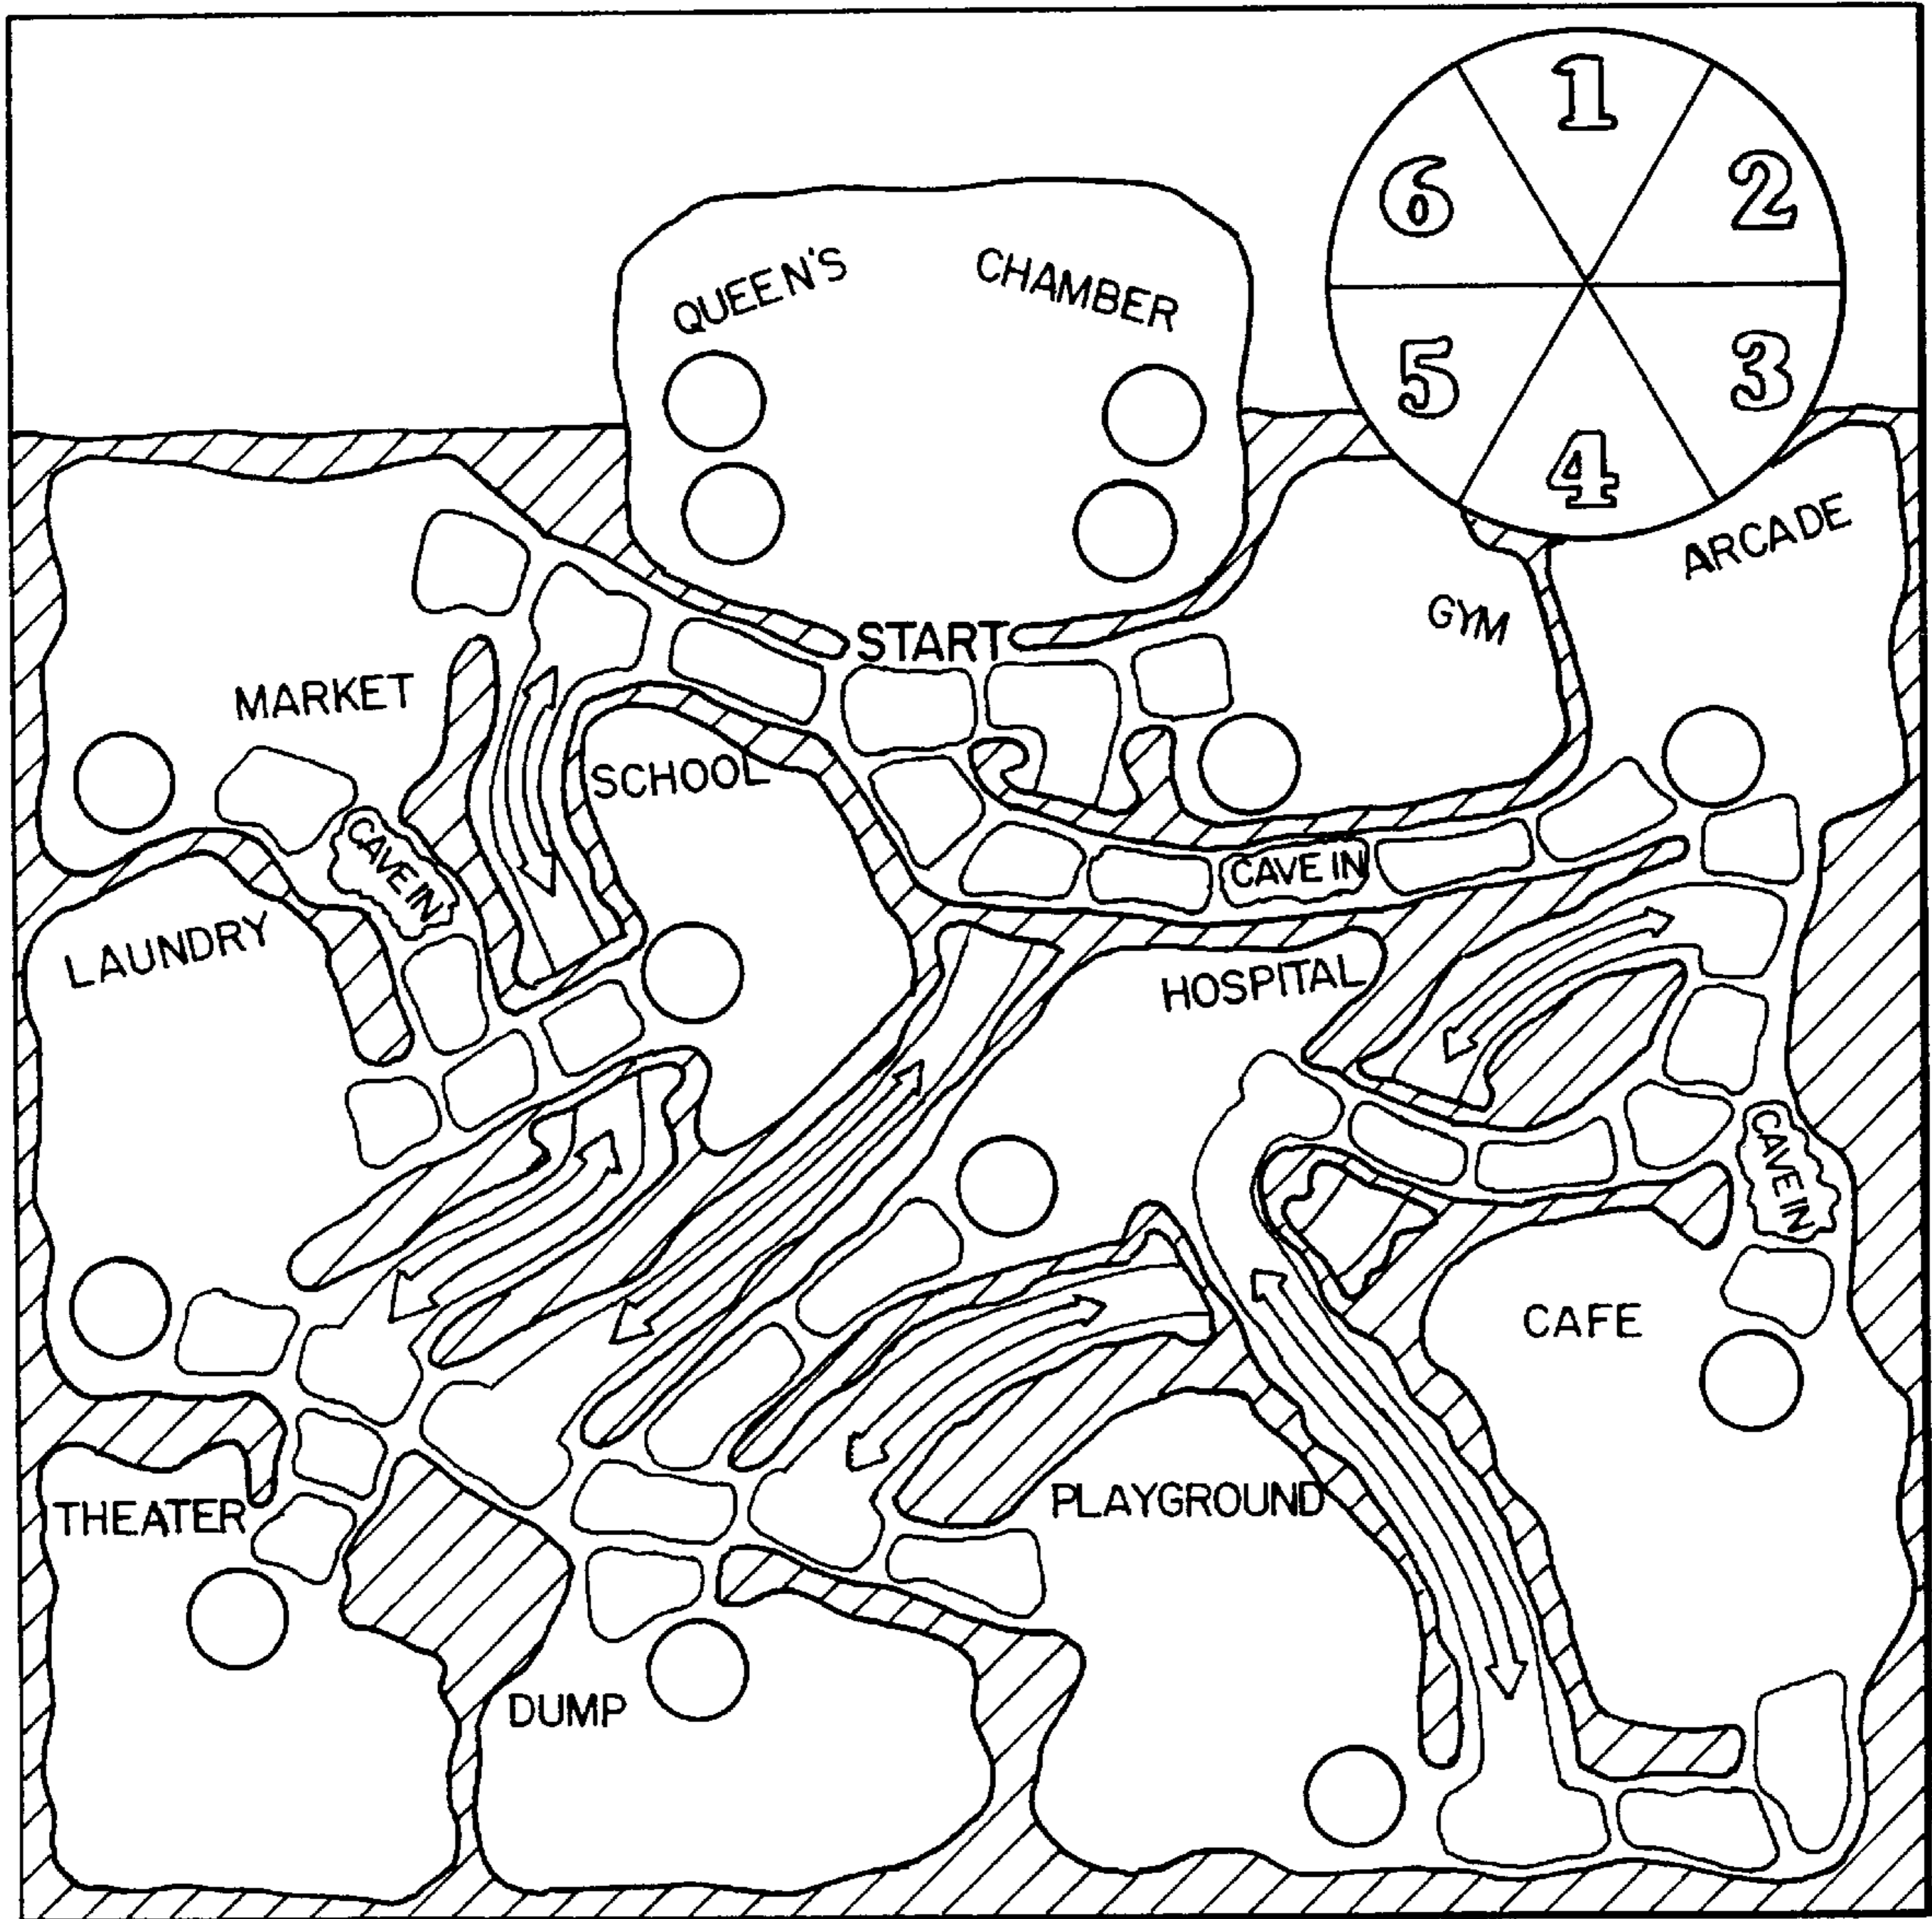 1
6
2
5
3
4
QUEEN'S CHAMBER
ARCADE
GYM
START
MARKET
SCHOOL
CAVE IN
CAVE IN
LAUNDRY
HOSPITAL
CAVE IN
CAFE
THEATER
PLAYGROUND
DUMP